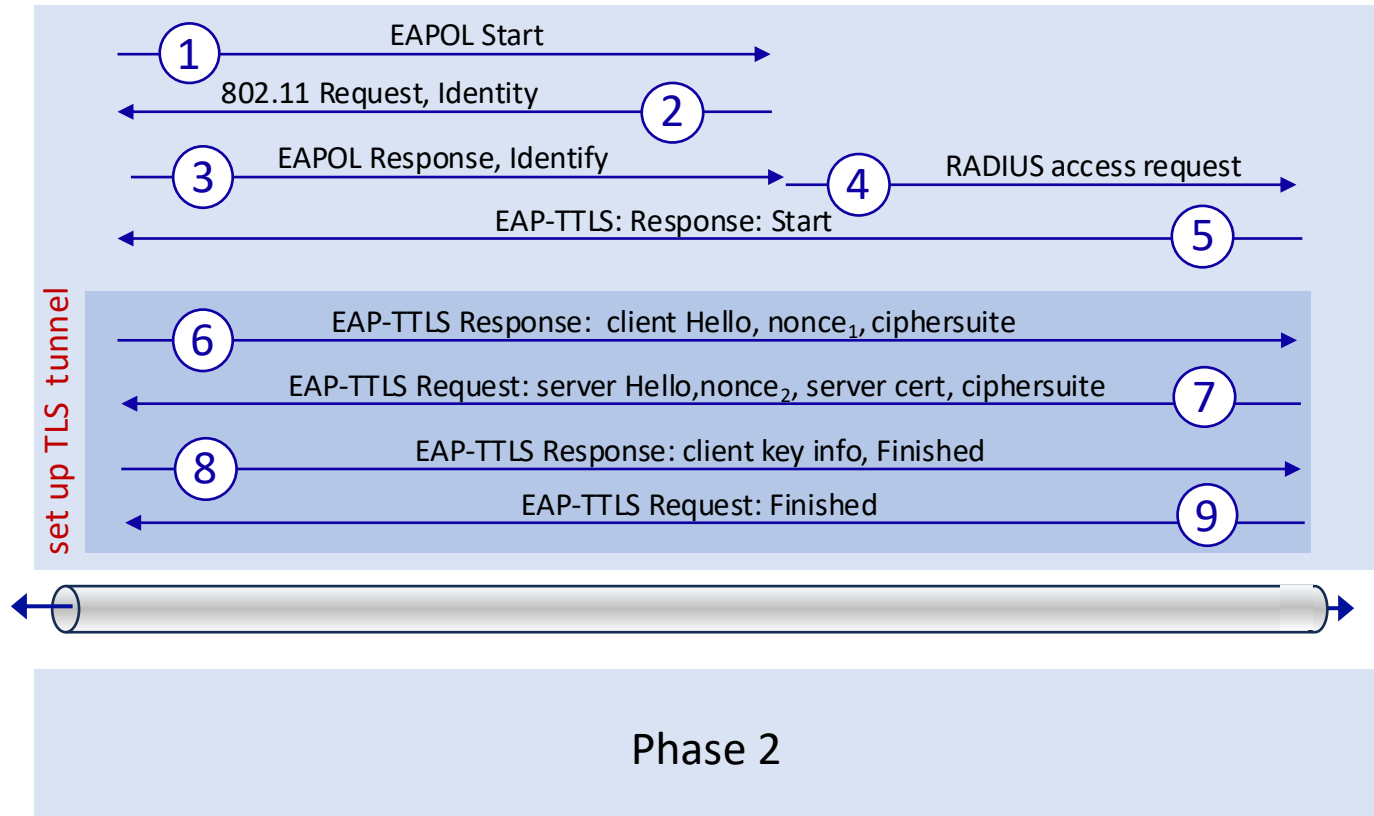 EAPOL Start
1
802.11 Request, Identity
2
EAPOL Response, Identify
3
4
RADIUS access request
EAP-TTLS: Response: Start
5
set up TLS tunnel
EAP-TTLS Response: client Hello, nonce₁, ciphersuite
6
EAP-TTLS Request: server Hello,nonce₂, server cert, ciphersuite
7
EAP-TTLS Response: client key info, Finished
8
EAP-TTLS Request: Finished
9
Phase 2